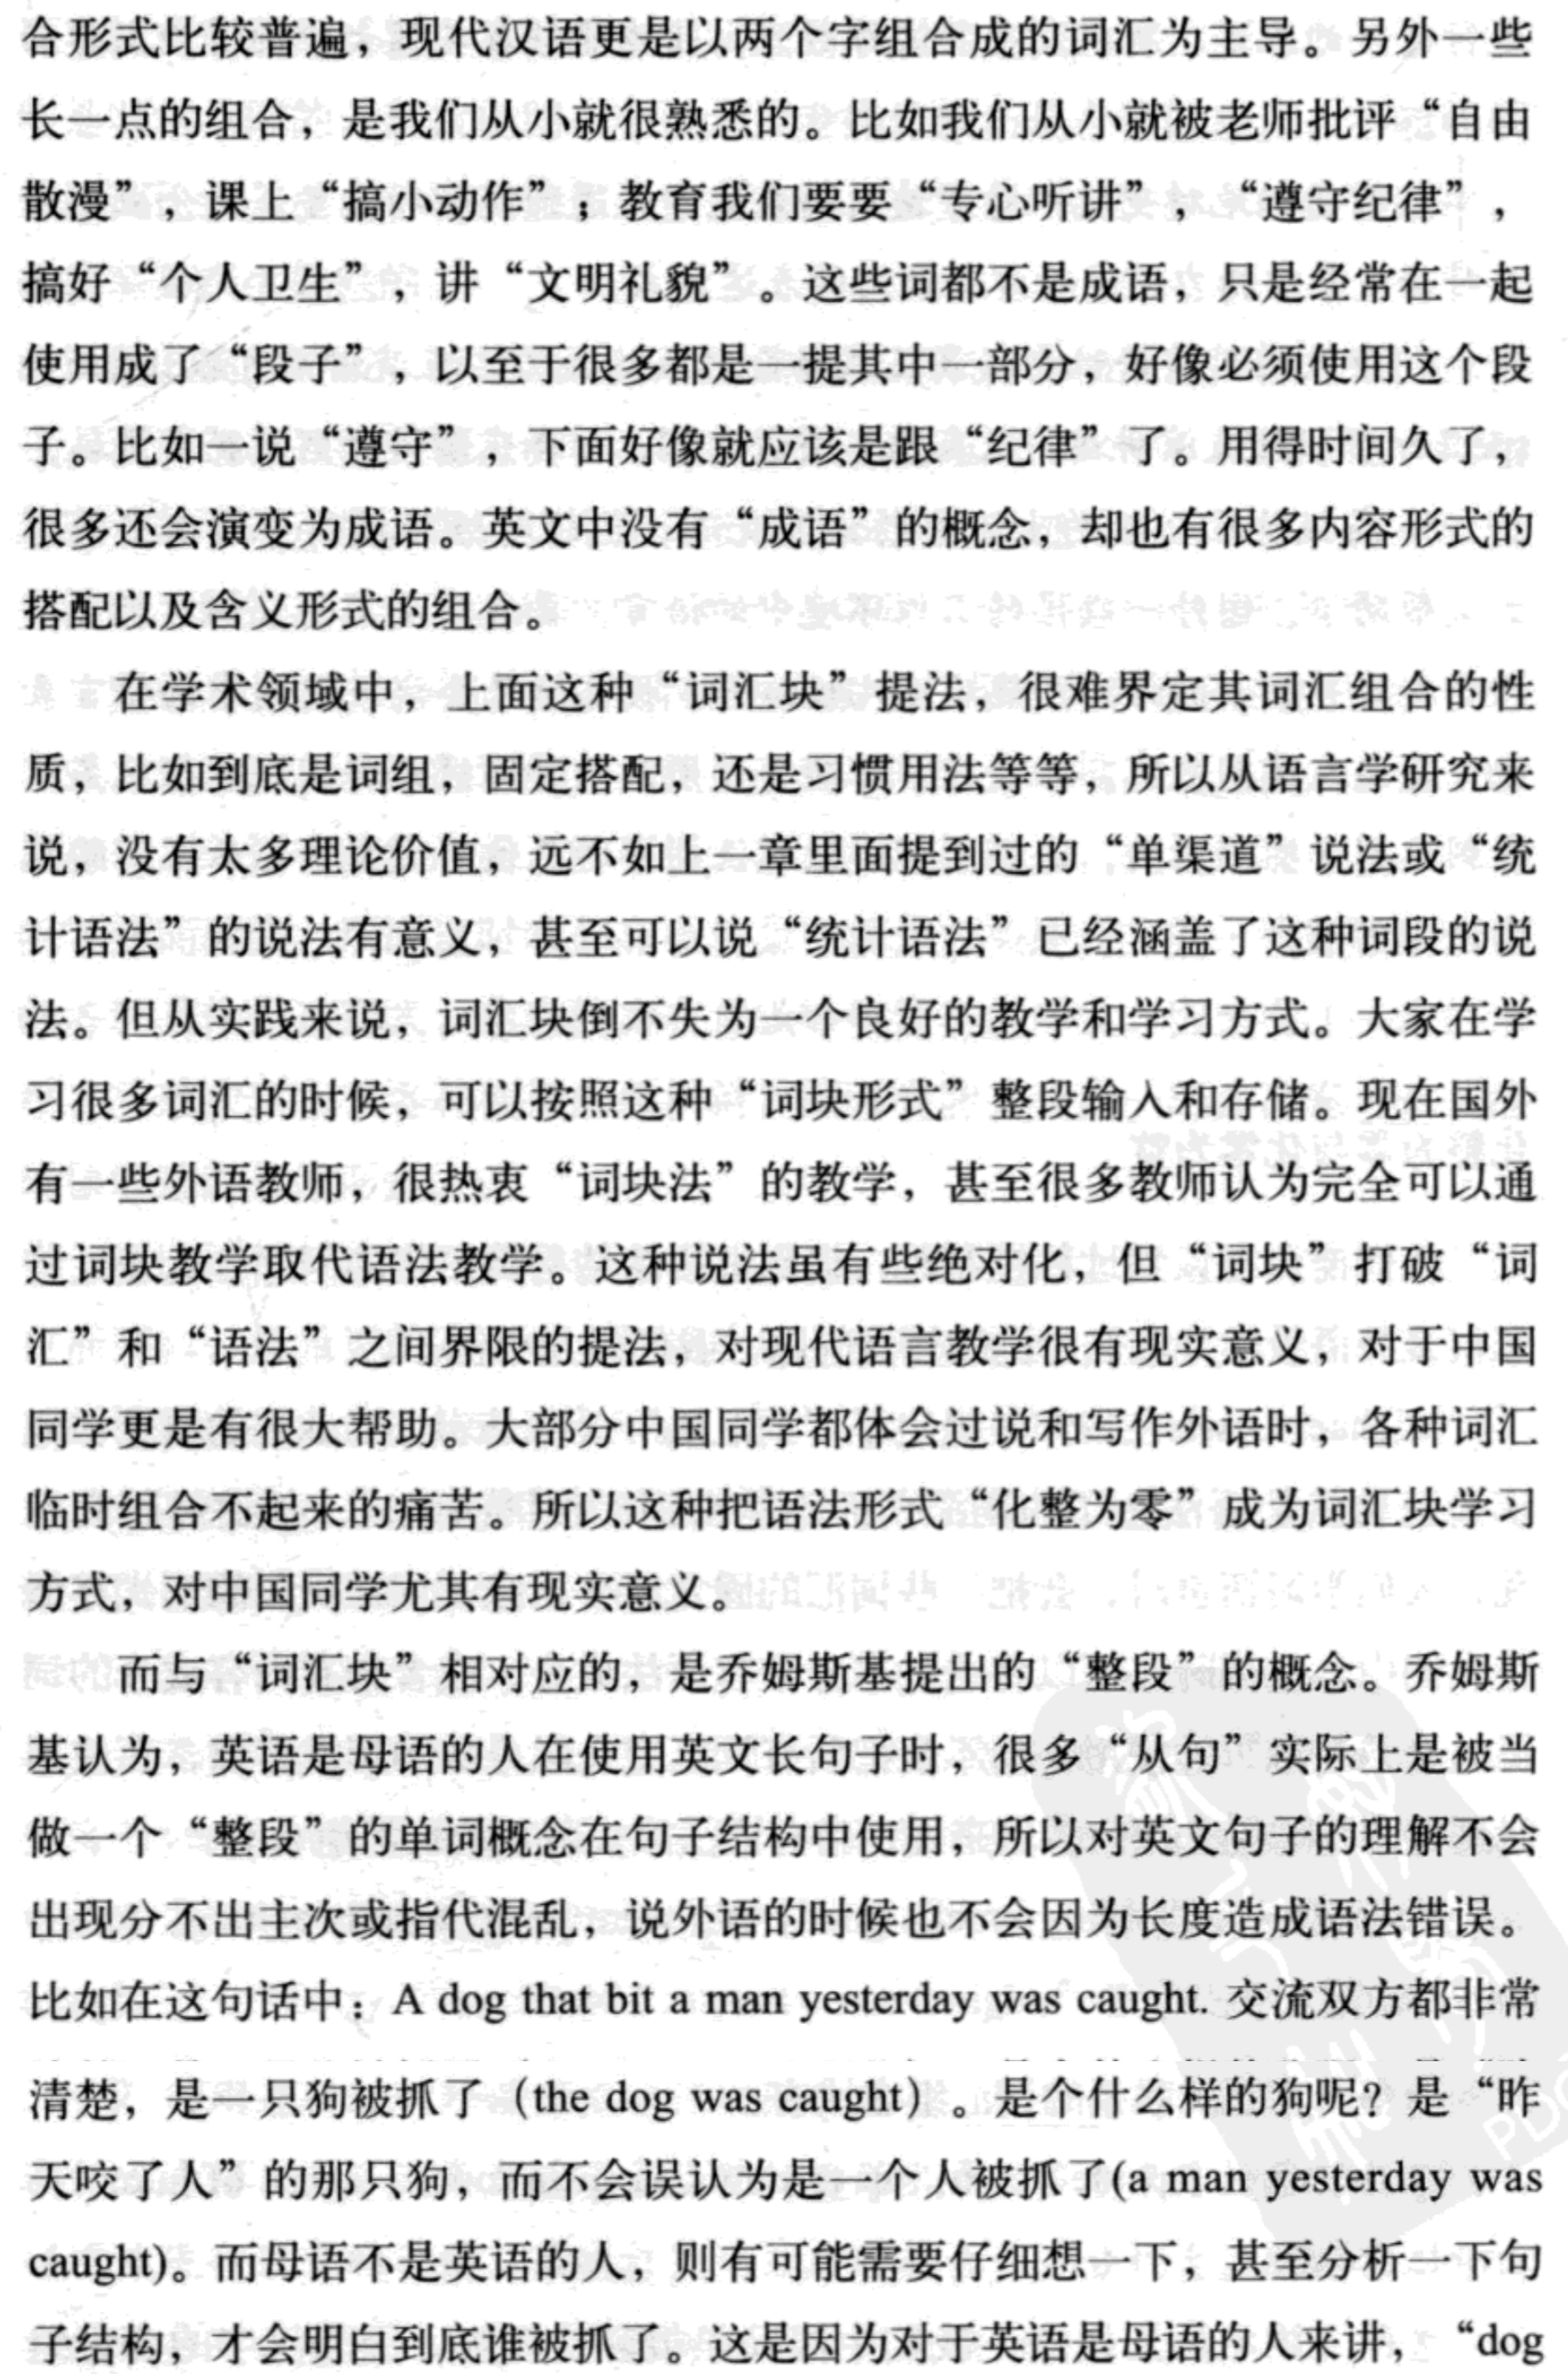 合形式比较普遍，现代汉语更是以两个字组合成的词汇为主导。另外一些
长一点的组合，是我们从小就很熟悉的。比如我们从小就被老师批评“自由
散漫”，课上“搞小动作”；教育我们要要“专心听讲”，“遵守纪律”，
搞好“个人卫生”，讲“文明礼貌”。这些词都不是成语，只是经常在一起
使用成了“段子”，以至于很多都是一提其中一部分，好像必须使用这个段
子。比如一说“遵守”，下面好像就应该是跟“纪律”了。用得时间久了，
很多还会演变为成语。英文中没有“成语”的概念，却也有很多内容形式的
搭配以及含义形式的组合。
在学术领域中，上面这种“词汇块”提法，很难界定其词汇组合的性
质，比如到底是词组，固定搭配，还是习惯用法等等，所以从语言学研究来
说，没有太多理论价值，远不如上一章里面提到过的“单渠道”说法或“统
计语法”的说法有意义，甚至可以说“统计语法”已经涵盖了这种词段的说
法。但从实践来说，词汇块倒不失为一个良好的教学和学习方式。大家在学
习很多词汇的时候，可以按照这种“词块形式”整段输入和存储。现在国外
有一些外语教师，很热衷“词块法”的教学，甚至很多教师认为完全可以通
过词块教学取代语法教学。这种说法虽有些绝对化，但“词块”打破“词
汇”和“语法”之间界限的提法，对现代语言教学很有现实意义，对于中国
同学更是有很大帮助。大部分中国同学都体会过说和写作外语时，各种词汇
临时组合不起来的痛苦。所以这种把语法形式“化整为零”成为词汇块学习
方式，对中国同学尤其有现实意义。
而与“词汇块”相对应的，是乔姆斯基提出的“整段”的概念。乔姆斯
基认为，英语是母语的人在使用英文长句子时，很多“从句”实际上是被当
做一个“整段”的单词概念在句子结构中使用，所以对英文句子的理解不会
出现分不出主次或指代混乱，说外语的时候也不会因为长度造成语法错误。
比如在这句话中：A dog that bit a man yesterday was caught. 交流双方都非常
清楚，是一只狗被抓了（the dog was caught）。是个什么样的狗呢？是“昨
天咬了人”的那只狗，而不会误认为是一个人被抓了(a man yesterday was
caught)。而母语不是英语的人，则有可能需要仔细想一下，甚至分析一下句
子结构，才会明白到底谁被抓了。这是因为对于英语是母语的人来讲，“dog